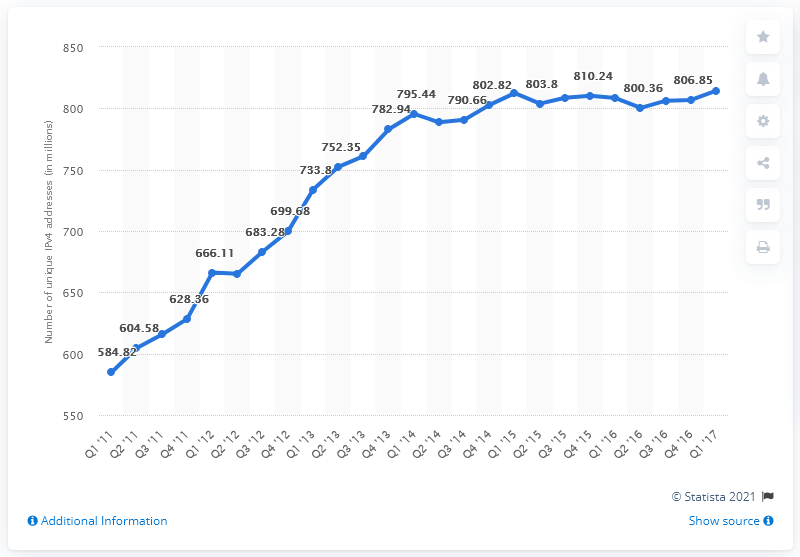 Number of unique IPv4 addresses (in millions)
850
800
750
700
650
600
550
584.82
604.58
628.36
666.11
683.28
699.68
733.8
752.35
782.94
795.44
790.66
802.82
803.8
810.24
800.36
806.85
Q1 '11
Q2 '11
Q3 '11
Q4 '11
Q1 '12
Q2 '12
Q3 '12
Q4 '12
Q1 '13
Q2 '13
Q3 '13
Q4 '13
Q1 '14
Q2 '14
Q3 '14
Q4 '14
Q1 '15
Q2 '15
Q3 '15
Q4 '15
Q1 '16
Q2 '16
Q3 '16
Q4 '16
Q1 '17
© Statista 2021
Additional Information
Show source